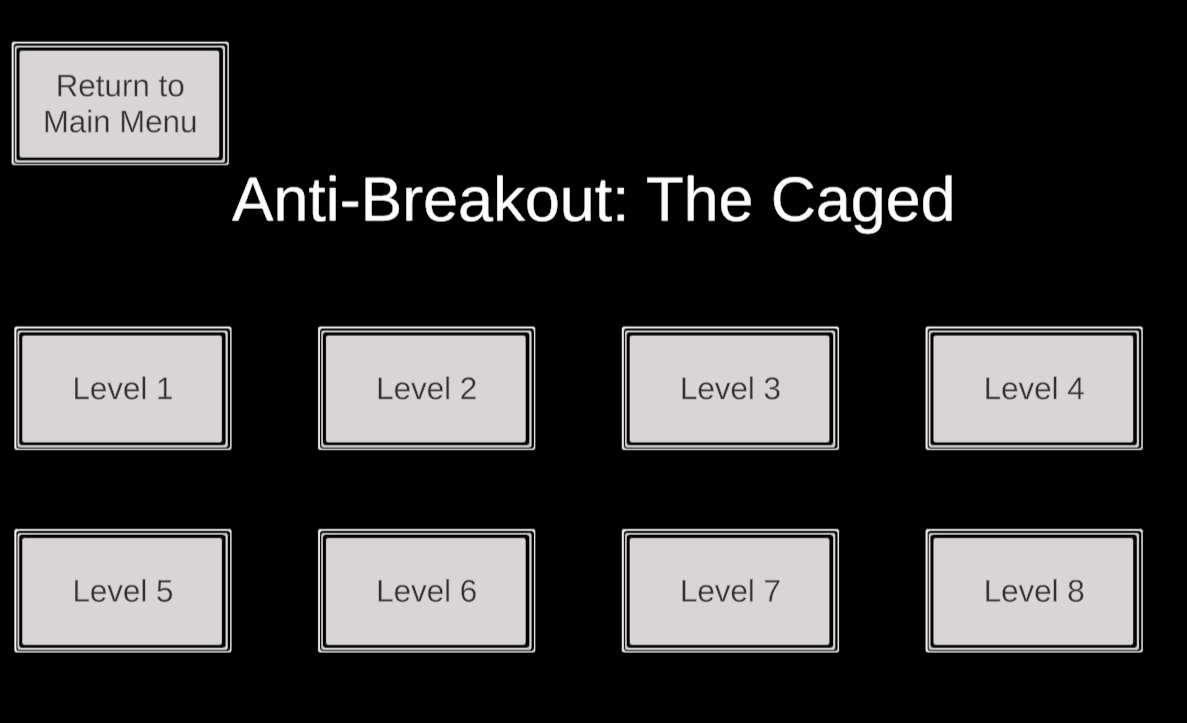 Return to
Main Menu
Anti-Breakout: The Caged
Level 1
Level 2
Level 3
Level 4
Level 5
Level 6
Level 7
Level 8